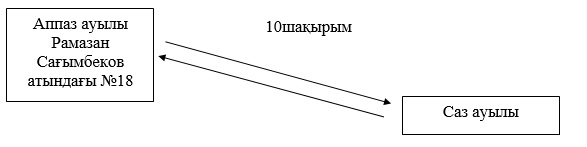 Аппаз ауылы
Рамазан
Сағымбеков
атындағы №18
10шақырым
Саз ауылы